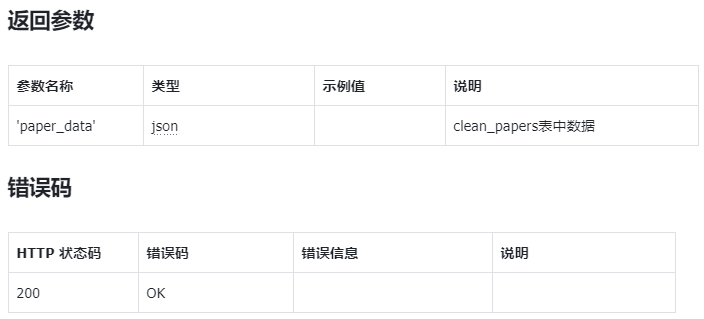 返回参数
参数名称 类型 示例值 说明
'paper_data' json clean_papers表中数据
错误码
HTTP 状态码 错误码 错误信息 说明
200 OK